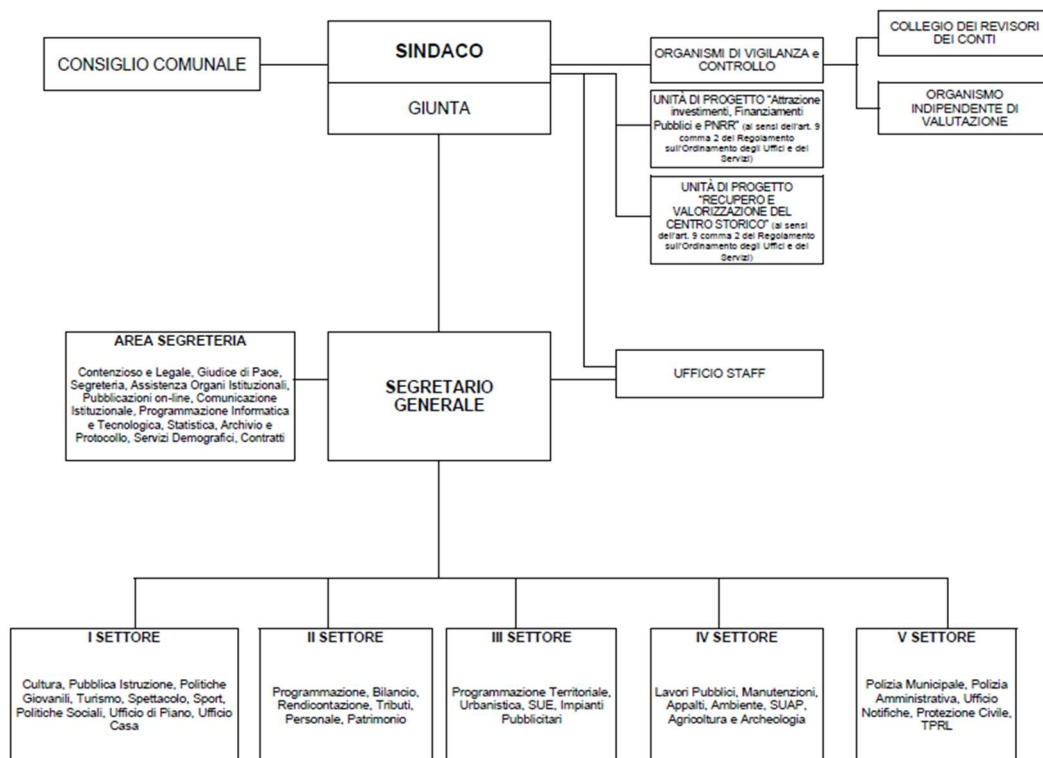 CONSIGLIO COMUNALE
SINDACO
GIUNTA
ORGANISMI DI VIGILANZA e
CONTROLLO
COLLEGIO DEI REVISORI
DEI CONTI
ORGANISMO
INDIPENDENTE DI
VALUTAZIONE
UNITÀ DI PROGETTO "Attrazione
investimenti, Finanziamenti
Pubblici e PNRR" (ai sensi dell'art. 9
comma 2 del Regolamento
sull'Ordinamento degli Uffici e dei
Servizi)
UNITÀ DI PROGETTO
"RECUPERO E
VALORIZZAZIONE DEL
CENTRO STORICO" (ai sensi
dell'art. 9 comma 2 del Regolamento
sull'Ordinamento degli Uffici e dei
Servizi)
AREA SEGRETERIA
Contenzioso e Legale, Giudice di Pace,
Segreteria, Assistenza Organi Istituzionali,
Pubblicazioni on-line, Comunicazione
Istituzionale, Programmazione Informatica
e Tecnologica, Statistica, Archivio e
Protocollo, Servizi Demografici, Contratti
SEGRETARIO
GENERALE
UFFICIO STAFF
I SETTORE
Cultura, Pubblica Istruzione, Politiche
Giovanili, Turismo, Spettacolo, Sport,
Politiche Sociali, Ufficio di Piano, Ufficio
Casa
II SETTORE
Programmazione, Bilancio,
Rendicontazione, Tributi,
Personale, Patrimonio
III SETTORE
Programmazione Territoriale,
Urbanistica, SUE, Impianti
Pubblicitari
IV SETTORE
Lavori Pubblici, Manutenzioni,
Appalti, Ambiente, SUAP,
Agricoltura e Archeologia
V SETTORE
Polizia Municipale, Polizia
Amministrativa, Ufficio
Notifiche, Protezione Civile,
TPRL